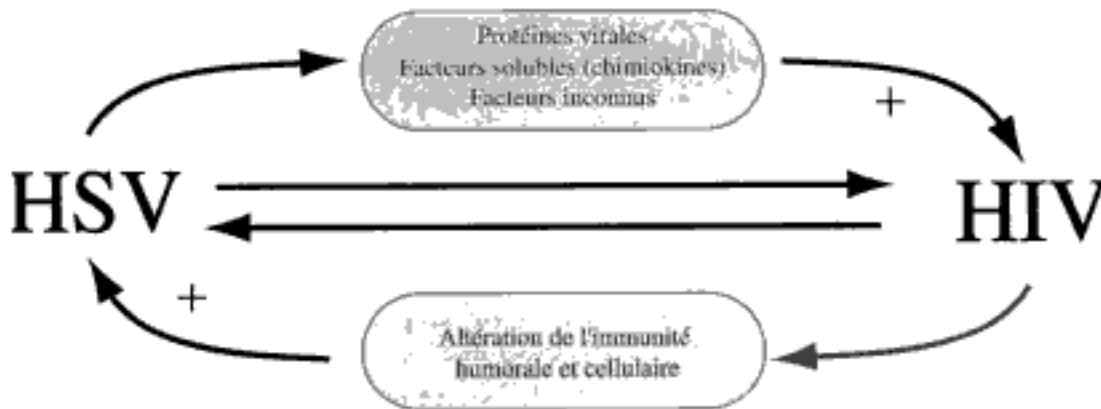 Protéines virales
Facteurs solubles (chimiokines)
Facteurs inconnus
+
HSV
HIV
+
Altération de l'immunité
humorale et cellulaire